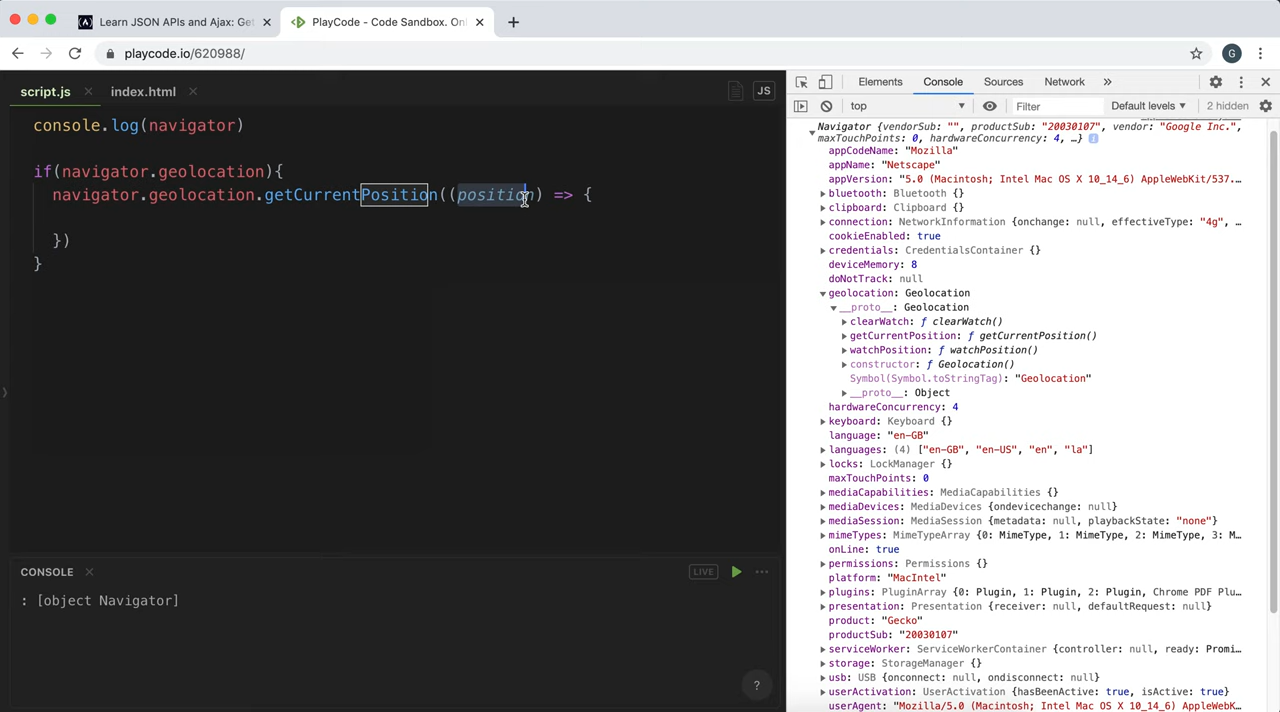 Learn JSON APIs and Ajax: Get
PlayCode - Code Sandbox. Onl
playcode.io/620988/
G
script.js
index.html
JS
console.log(navigator)
if(navigator.geolocation){
navigator.geolocation.getCurrentPosition((position) => {
})
}
CONSOLE
LIVE
: [object Navigator]
?
Elements
Console
Sources
Network
»
top
Filter
Default levels
2 hidden
Navigator {vendorSub: "", productSub: "20030107", vendor: "Google Inc.",
maxTouchPoints: 0, hardwareConcurrency: 4, …}
appCodeName: "Mozilla"
appName: "Netscape"
appVersion: "5.0 (Macintosh; Intel Mac OS X 10_14_6) AppleWebKit/537.
bluetooth: Bluetooth {}
clipboard: Clipboard {}
connection: NetworkInformation {onchange: null, effectiveType: "4g", …
cookieEnabled: true
credentials: CredentialsContainer {}
deviceMemory: 8
doNotTrack: null
geolocation: Geolocation
__proto__: Geolocation
clearWatch: ƒ clearWatch()
getCurrentPosition: ƒ getCurrentPosition()
watchPosition: ƒ watchPosition()
constructor: ƒ Geolocation()
Symbol(Symbol.toStringTag): "Geolocation"
__proto__: Object
hardwareConcurrency: 4
keyboard: Keyboard {}
language: "en-GB"
languages: (4) ["en-GB", "en-US", "en", "la"]
locks: LockManager {}
maxTouchPoints: 0
mediaCapabilities: MediaCapabilities {}
mediaDevices: MediaDevices {ondevicechange: null}
mediaSession: MediaSession {metadata: null, playbackState: "none"}
mimeTypes: MimeTypeArray {0: MimeType, 1: MimeType, 2: MimeType, 3: M…
onLine: true
permissions: Permissions {}
platform: "MacIntel"
plugins: PluginArray {0: Plugin, 1: Plugin, 2: Plugin, Chrome PDF Plu…
presentation: Presentation {receiver: null, defaultRequest: null}
product: "Gecko"
productSub: "20030107"
serviceWorker: ServiceWorkerContainer {controller: null, ready: Promi…
storage: StorageManager {}
usb: USB {onconnect: null, ondisconnect: null}
userActivation: UserActivation {hasBeenActive: true, isActive: true}
userAgent: "Mozilla/5.0 (Macintosh; Intel Mac OS X 10_14_6) AppleWebK…